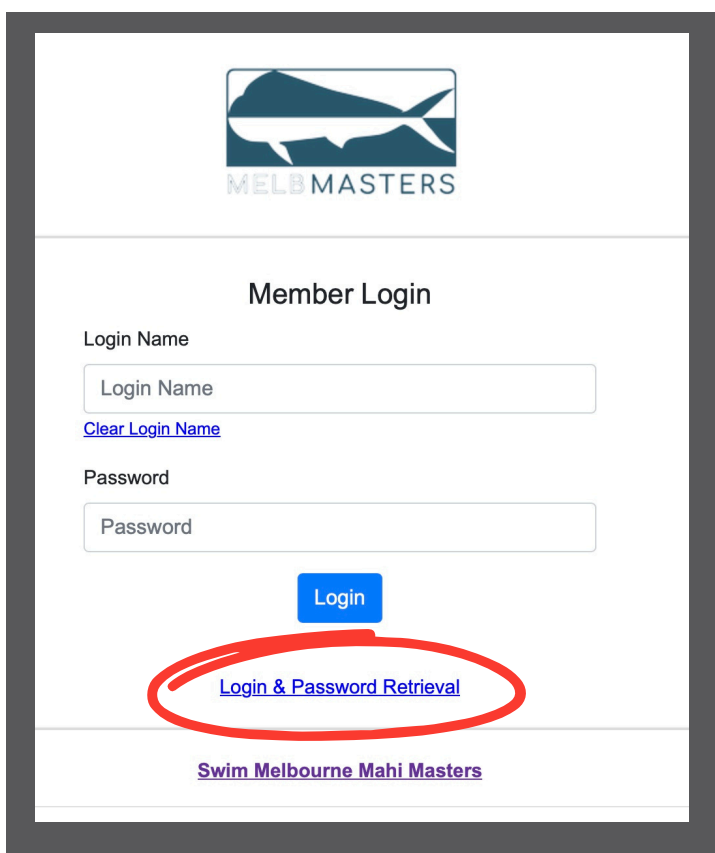 MELBMASTERS
Member Login
Login Name
Login Name
Clear Login Name
Password
Password
Login
Login & Password Retrieval
Swim Melbourne Mahi Masters